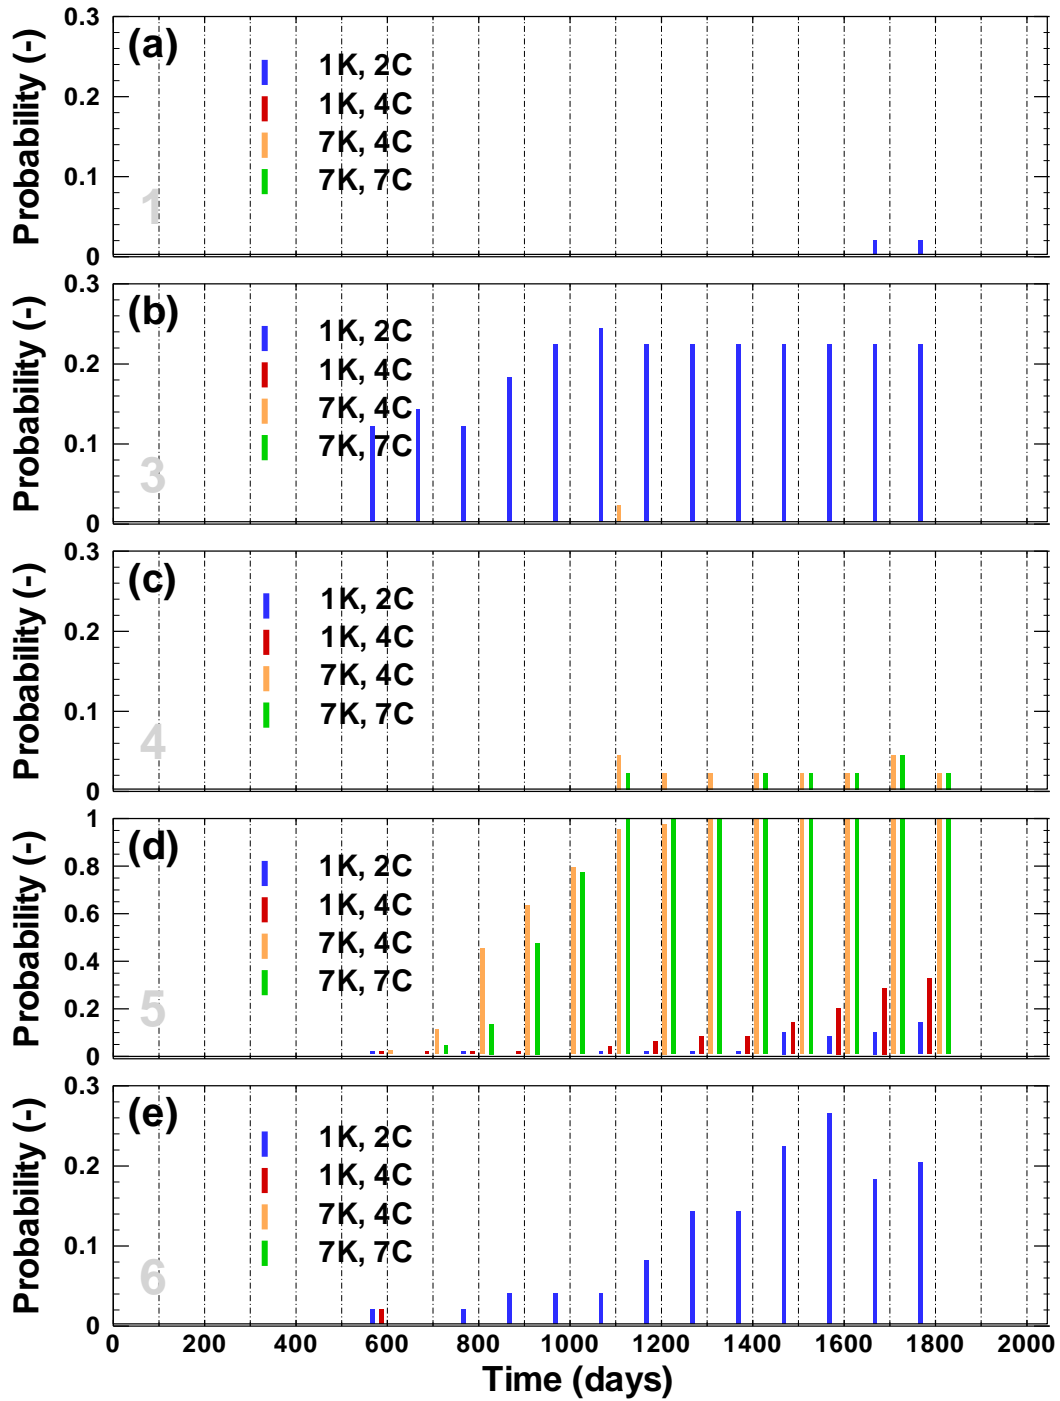 0.3
(a)
1K, 2C
1K, 4C
7K, 4C
7K, 7C
0.2
0.1
0
Probability (-)
1
0.3
(b)
1K, 2C
1K, 4C
7K, 4C
7K, 7C
0.2
0.1
0
Probability (-)
3
0.3
(c)
1K, 2C
1K, 4C
7K, 4C
7K, 7C
0.2
0.1
0
Probability (-)
4
1
(d)
1K, 2C
1K, 4C
7K, 4C
7K, 7C
0.8
0.6
0.4
0.2
0
Probability (-)
5
0.3
(e)
1K, 2C
1K, 4C
7K, 4C
7K, 7C
0.2
0.1
0
Probability (-)
6
0 200 400 600 800 1000 1200 1400 1600 1800 2000
Time (days)